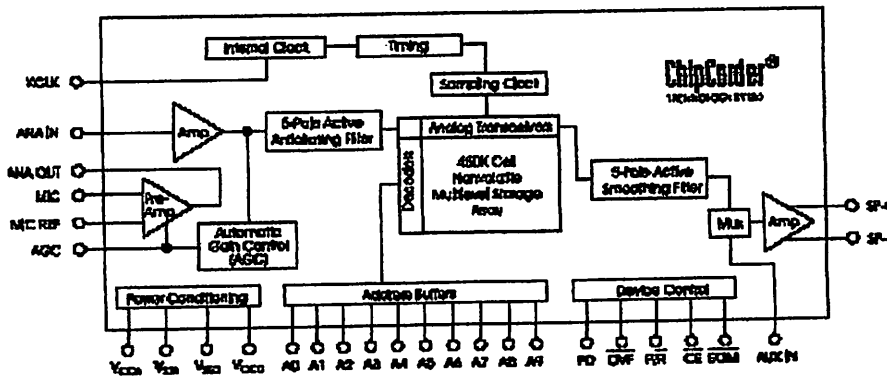 Internal Clock
Timing
XCLK
Sampling Clock
ChipCorder®
ANA IN
Amp
5-Pole Active
Antialiasing Filter
Analog Transceivers
Decoders
480K Cell
Nonvolatile
Multilevel Storage
Array
ANA OUT
MIC
Pre-
Amp
MIC REF
AGC
Automatic
Gain Control
(AGC)
5-Pole Active
Smoothing Filter
Mux
Amp
SP+
SP-
Power Conditioning
Address Buffers
Device Control
VCCA
VSSA
VSSD
VCCD
A0
A1
A2
A3
A4
A5
A6
A7
A8
A9
PD
OVF
P/R
CE
EOM
AUX IN